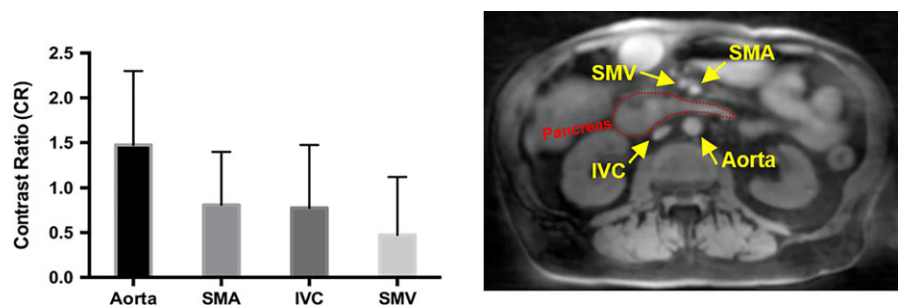 Contrast Ratio (CR)
2.5
2.0
1.5
1.0
0.5
0.0
Aorta SMA IVC SMV
SMA
SMV
Pancreas
IVC
Aorta